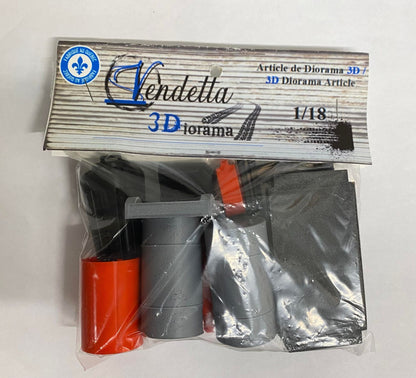 Vendetta
3Diorama
Article de Diorama 3D /
3D Diorama Article
1/18